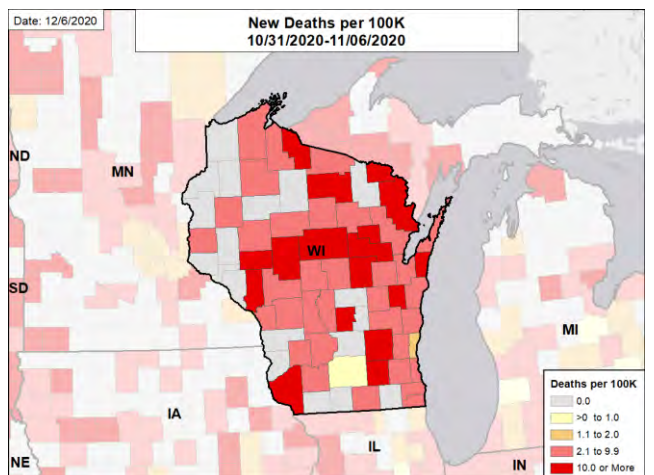 Date: 12/6/2020
New Deaths per 100K
10/31/2020-11/06/2020
ND
MN
WI
SD
MI
IA
NE
IL
IN
Deaths per 100K
0.0
>0 to 1.0
1.1 to 2.0
2.1 to 9.9
10.0 or More